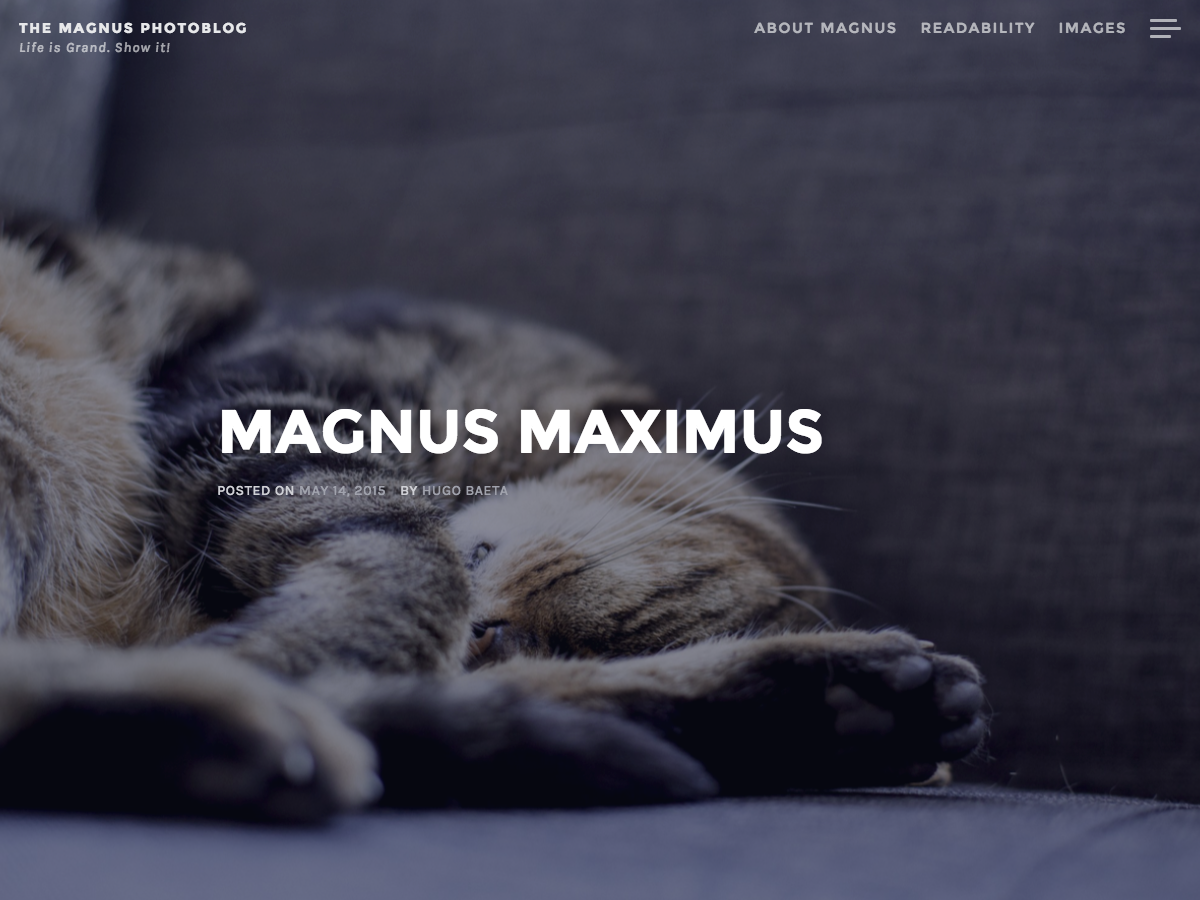 THE MAGNUS PHOTOBLOG
Life is Grand. Show it!
ABOUT MAGNUS READABILITY IMAGES
MAGNUS MAXIMUS
POSTED ON MAY 14, 2015 BY HUGO BAETA